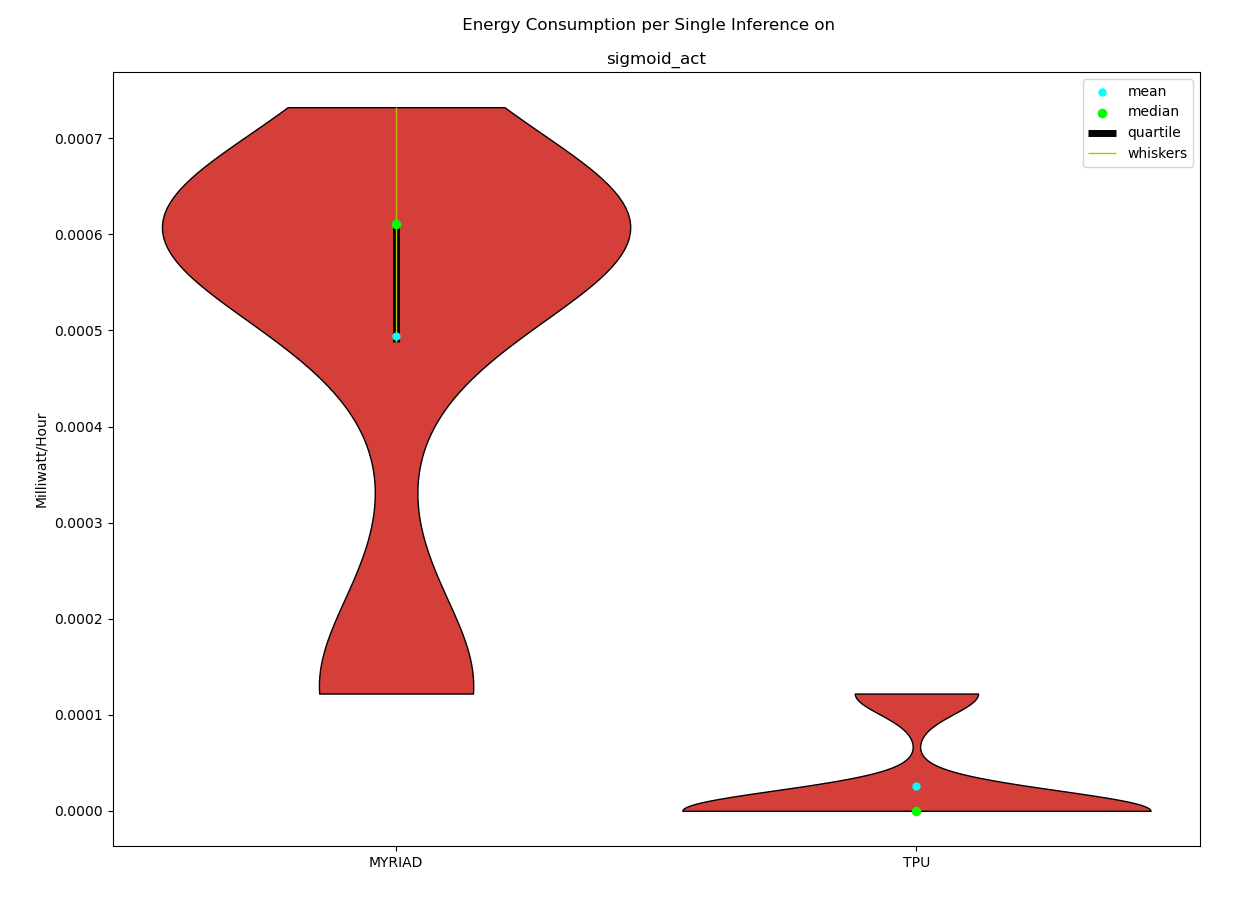 Energy Consumption per Single Inference on
sigmoid_act
mean
median
quartile
whiskers
Milliwatt/Hour
0.0007
0.0006
0.0005
0.0004
0.0003
0.0002
0.0001
0.0000
MYRIAD
TPU